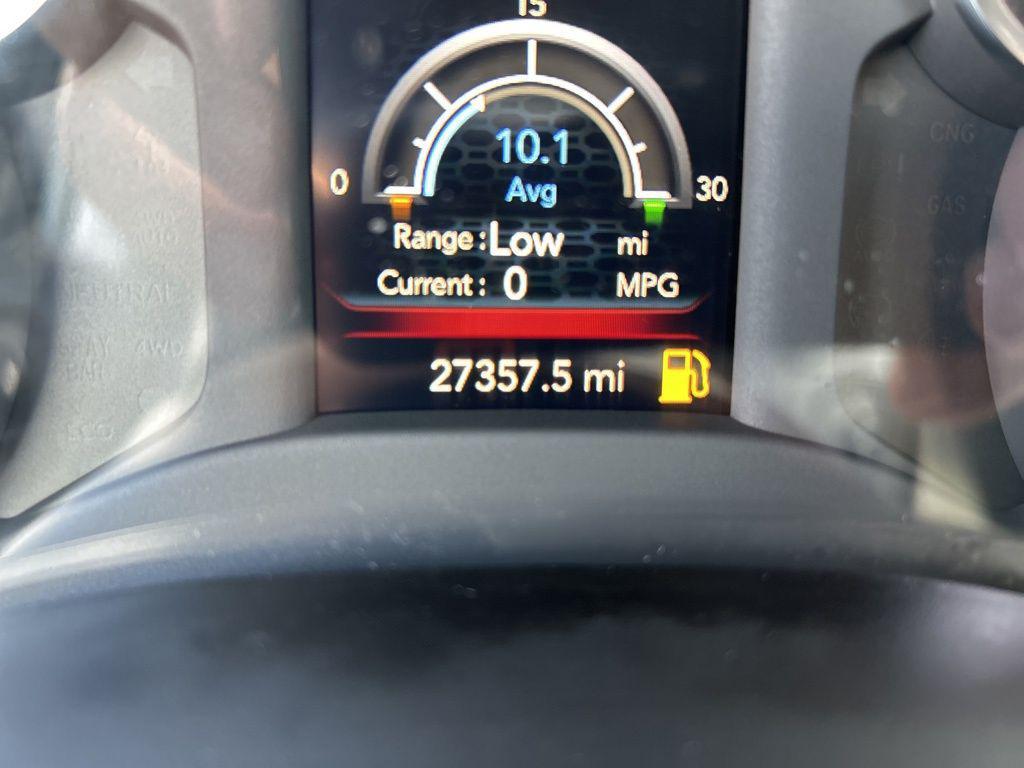 15
10.1
Avg
0
30
Range: Low mi
Current: 0 MPG
27357.5 mi
CNG
GAS
NEUTRAL
4WD
ECO